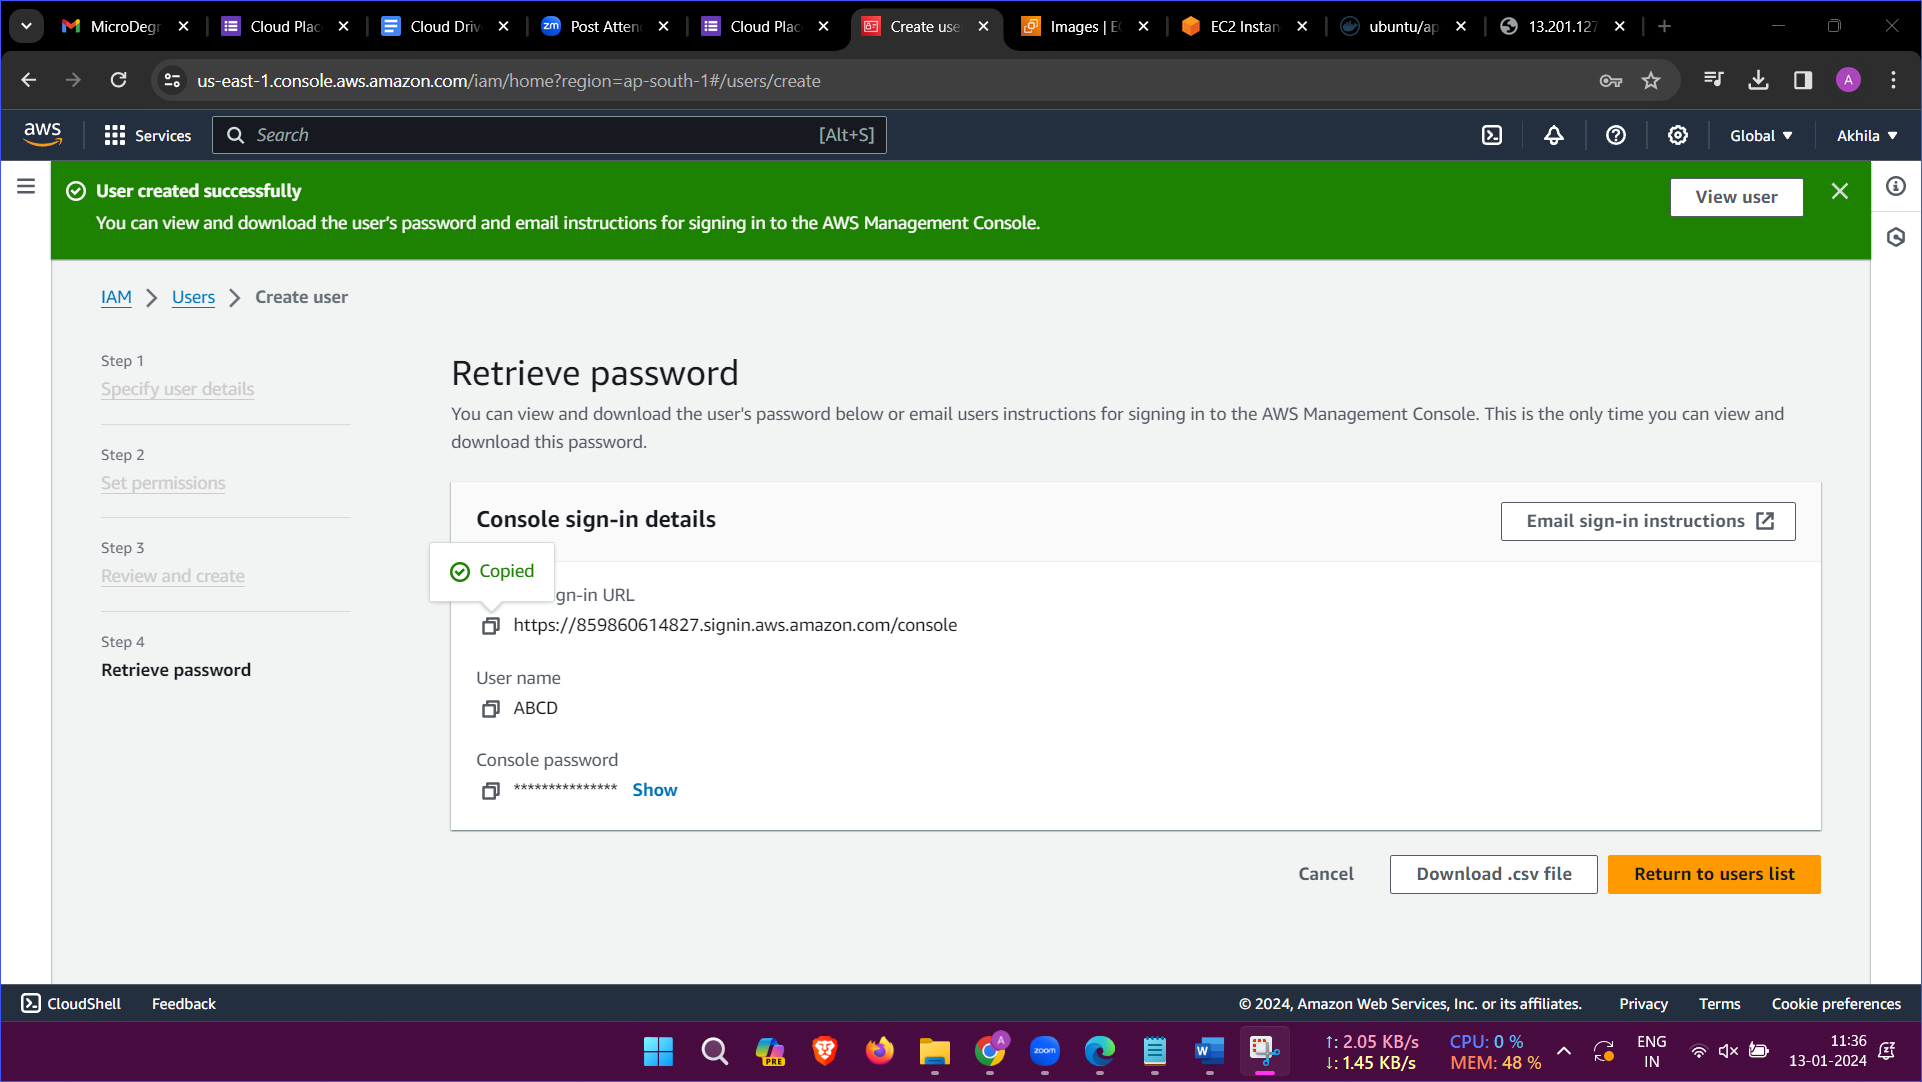 MicroDegr
Cloud Plac
Cloud Driv
zm Post Atten
Cloud Plac
Create use
Images | EC
EC2 Instan
ubuntu/ap
13.201.127
us-east-1.console.aws.amazon.com/iam/home?region=ap-south-1#/users/create
A
aws
Services
Search
[Alt+S]
Global
Akhila
User created successfully
You can view and download the user's password and email instructions for signing in to the AWS Management Console.
View user
IAM
Users
Create user
Step 1
Specify user details
Step 2
Set permissions
Step 3
Review and create
Step 4
Retrieve password
Retrieve password
You can view and download the user's password below or email users instructions for signing in to the AWS Management Console. This is the only time you can view and
download this password.
Console sign-in details
Email sign-in instructions
Copied
gn-in URL
https://859860614827.signin.aws.amazon.com/console
User name
ABCD
Console password
*************** Show
Cancel
Download .csv file
Return to users list
CloudShell
Feedback
© 2024, Amazon Web Services, Inc. or its affiliates.
Privacy
Terms
Cookie preferences
PRE
A
zoom
W
↑: 2.05 KB/s
↓: 1.45 KB/s
CPU: 0 %
MEM: 48 %
ENG
IN
11:36
13-01-2024